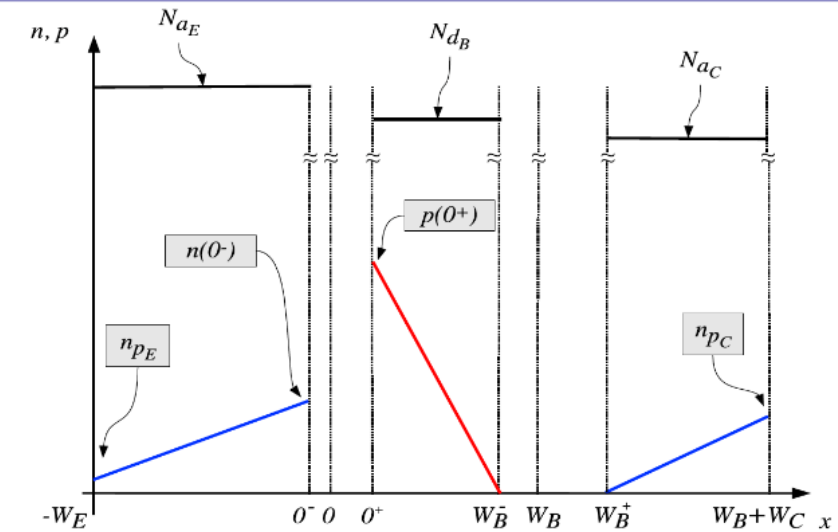 n, p
N_{a_E}
N_{d_B}
N_{a_C}
≈ ≈ ≈ ≈ ≈ ≈ ≈
p(0⁺)
n(0⁻)
n_{p_E}
n_{p_C}
-W_E 0⁻ 0 0⁺ W_B⁻ W_B W_B⁺ W_B+W_C x